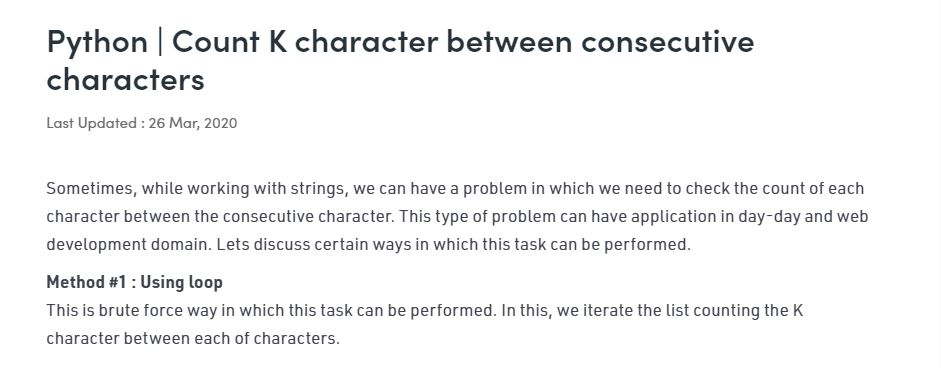 Python | Count K character between consecutive
characters
Last Updated : 26 Mar, 2020
Sometimes, while working with strings, we can have a problem in which we need to check the count of each
character between the consecutive character. This type of problem can have application in day-day and web
development domain. Lets discuss certain ways in which this task can be performed.
Method #1 : Using loop
This is brute force way in which this task can be performed. In this, we iterate the list counting the K
character between each of characters.